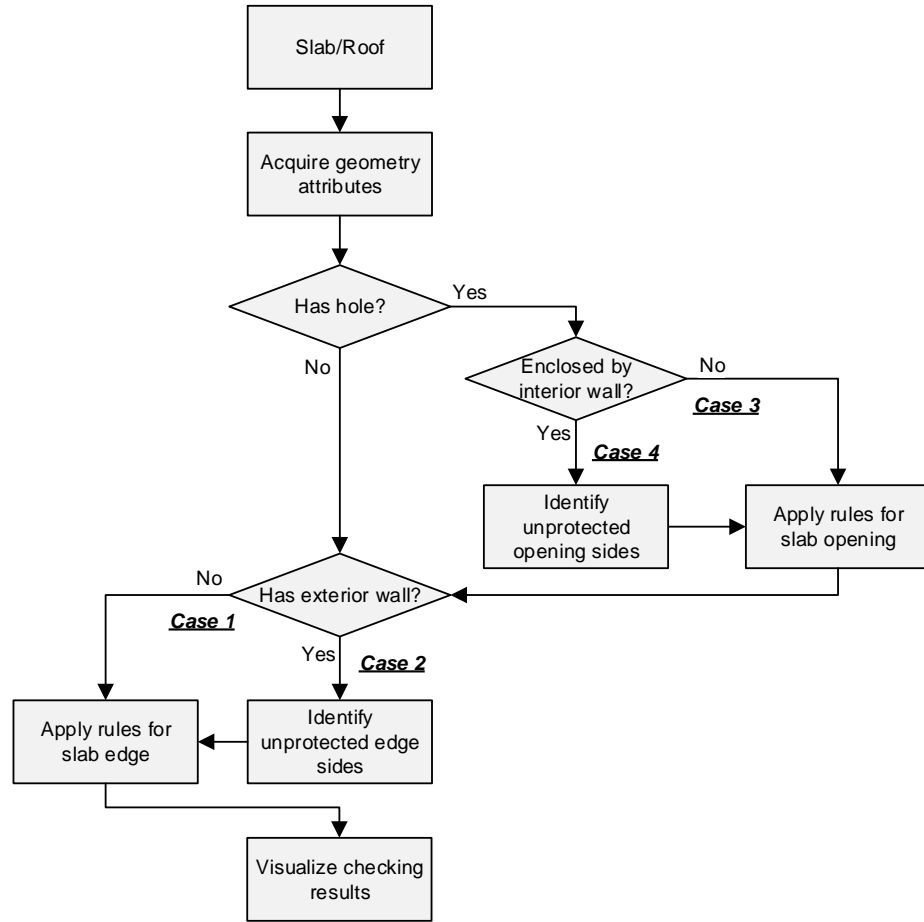 Slab/Roof
Acquire geometry
attributes
Has hole?
Yes
No
Enclosed by
interior wall?
No
Case 3
Yes
Case 4
Identify
unprotected
opening sides
Apply rules for
slab opening
Has exterior wall?
No
Case 1
Yes
Case 2
Apply rules for
slab edge
Identify
unprotected edge
sides
Visualize checking
results